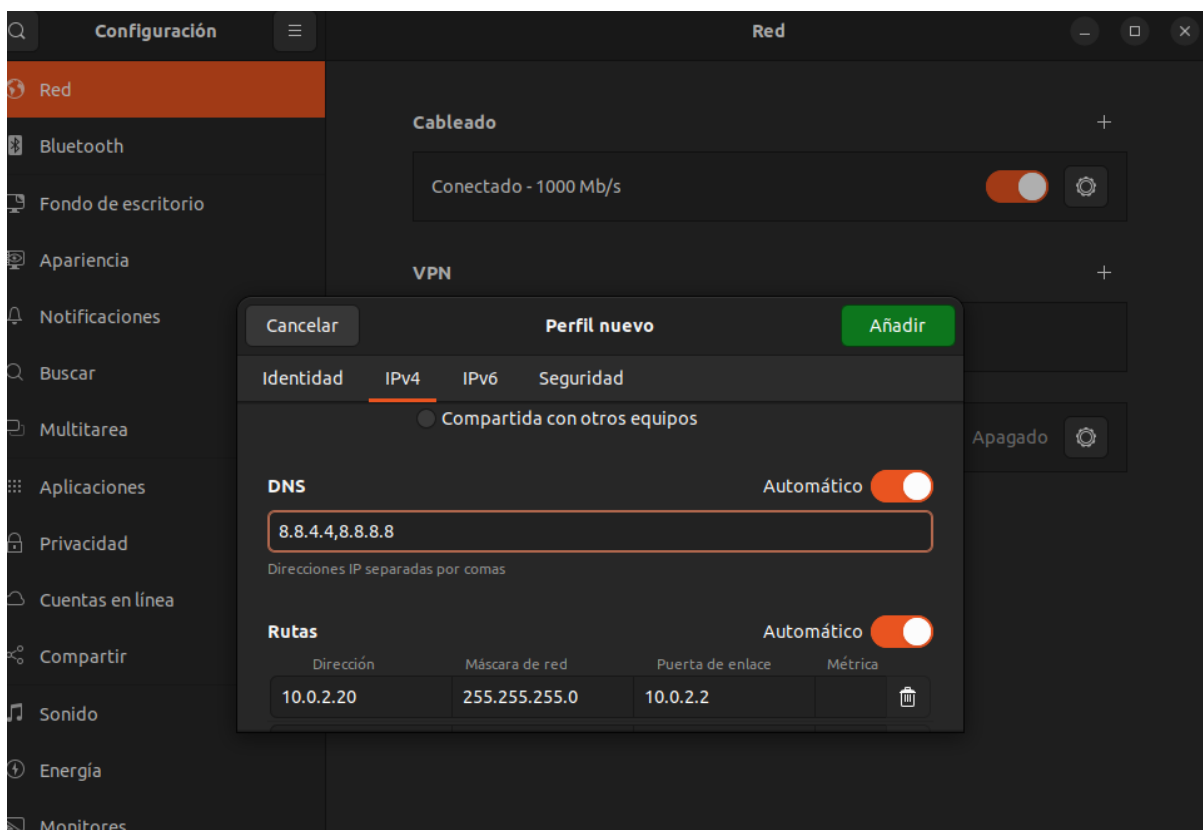 Configuración
Red
Red
Bluetooth
Fondo de escritorio
Apariencia
Notificaciones
Buscar
Multitarea
Aplicaciones
Privacidad
Cuentas en línea
Compartir
Sonido
Energía
Monitores
Cableado
Conectado - 1000 Mb/s
VPN
Apagado
Cancelar
Perfil nuevo
Añadir
Identidad IPv4 IPv6 Seguridad
Compartida con otros equipos
DNS Automático
8.8.4.4,8.8.8.8
Direcciones IP separadas por comas
Rutas Automático
Dirección Máscara de red Puerta de enlace Métrica
10.0.2.20 255.255.255.0 10.0.2.2